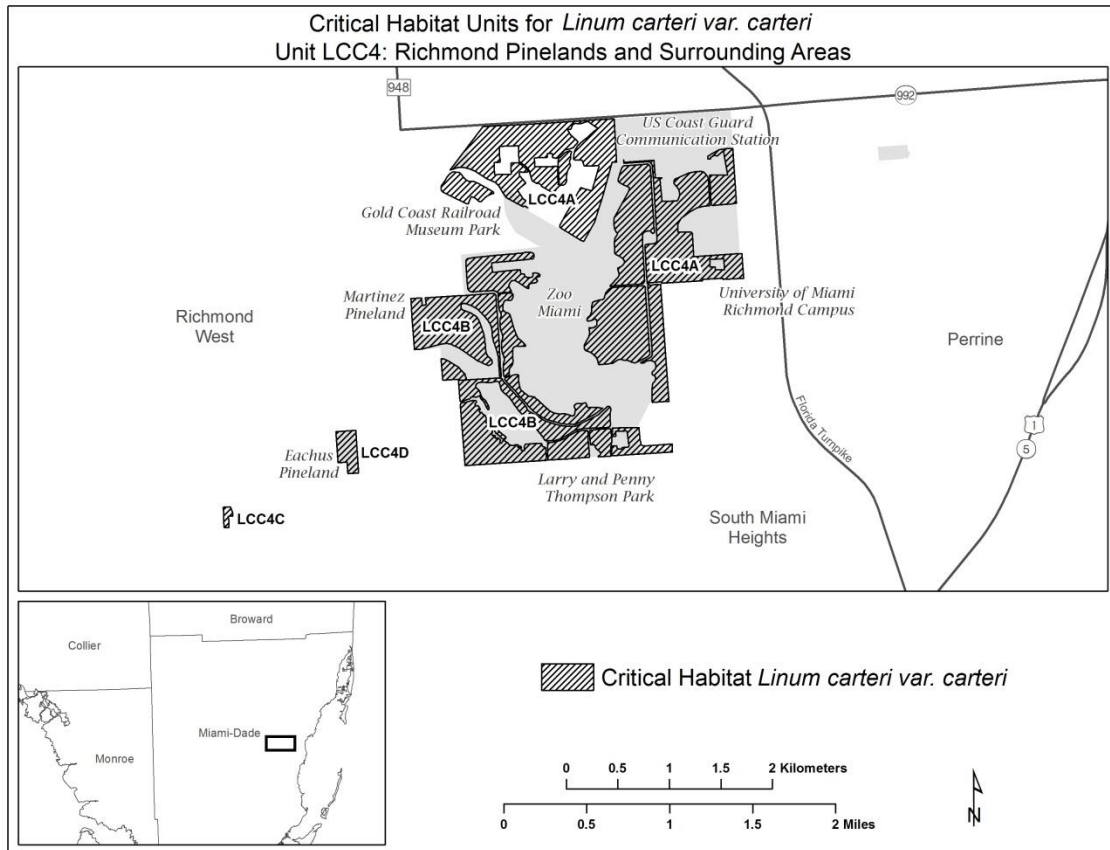 Critical Habitat Units for Linum carteri var. carteri
Unit LCC4: Richmond Pinelands and Surrounding Areas
948
992
US Coast Guard
Communication Station
LCC4A
Gold Coast Railroad
Museum Park
LCC4A
Zoo
Miami
University of Miami
Richmond Campus
Martinez
Pineland
LCC4B
Richmond
West
Perrine
Florida Turnpike
1
5
LCC4B
Eachus
Pineland
LCC4D
Larry and Penny
Thompson Park
LCC4C
South Miami
Heights
Broward
Collier
Miami-Dade
Monroe
Critical Habitat Linum carteri var. carteri
0 0.5 1 1.5 2 Kilometers
0 0.5 1 1.5 2 Miles
N